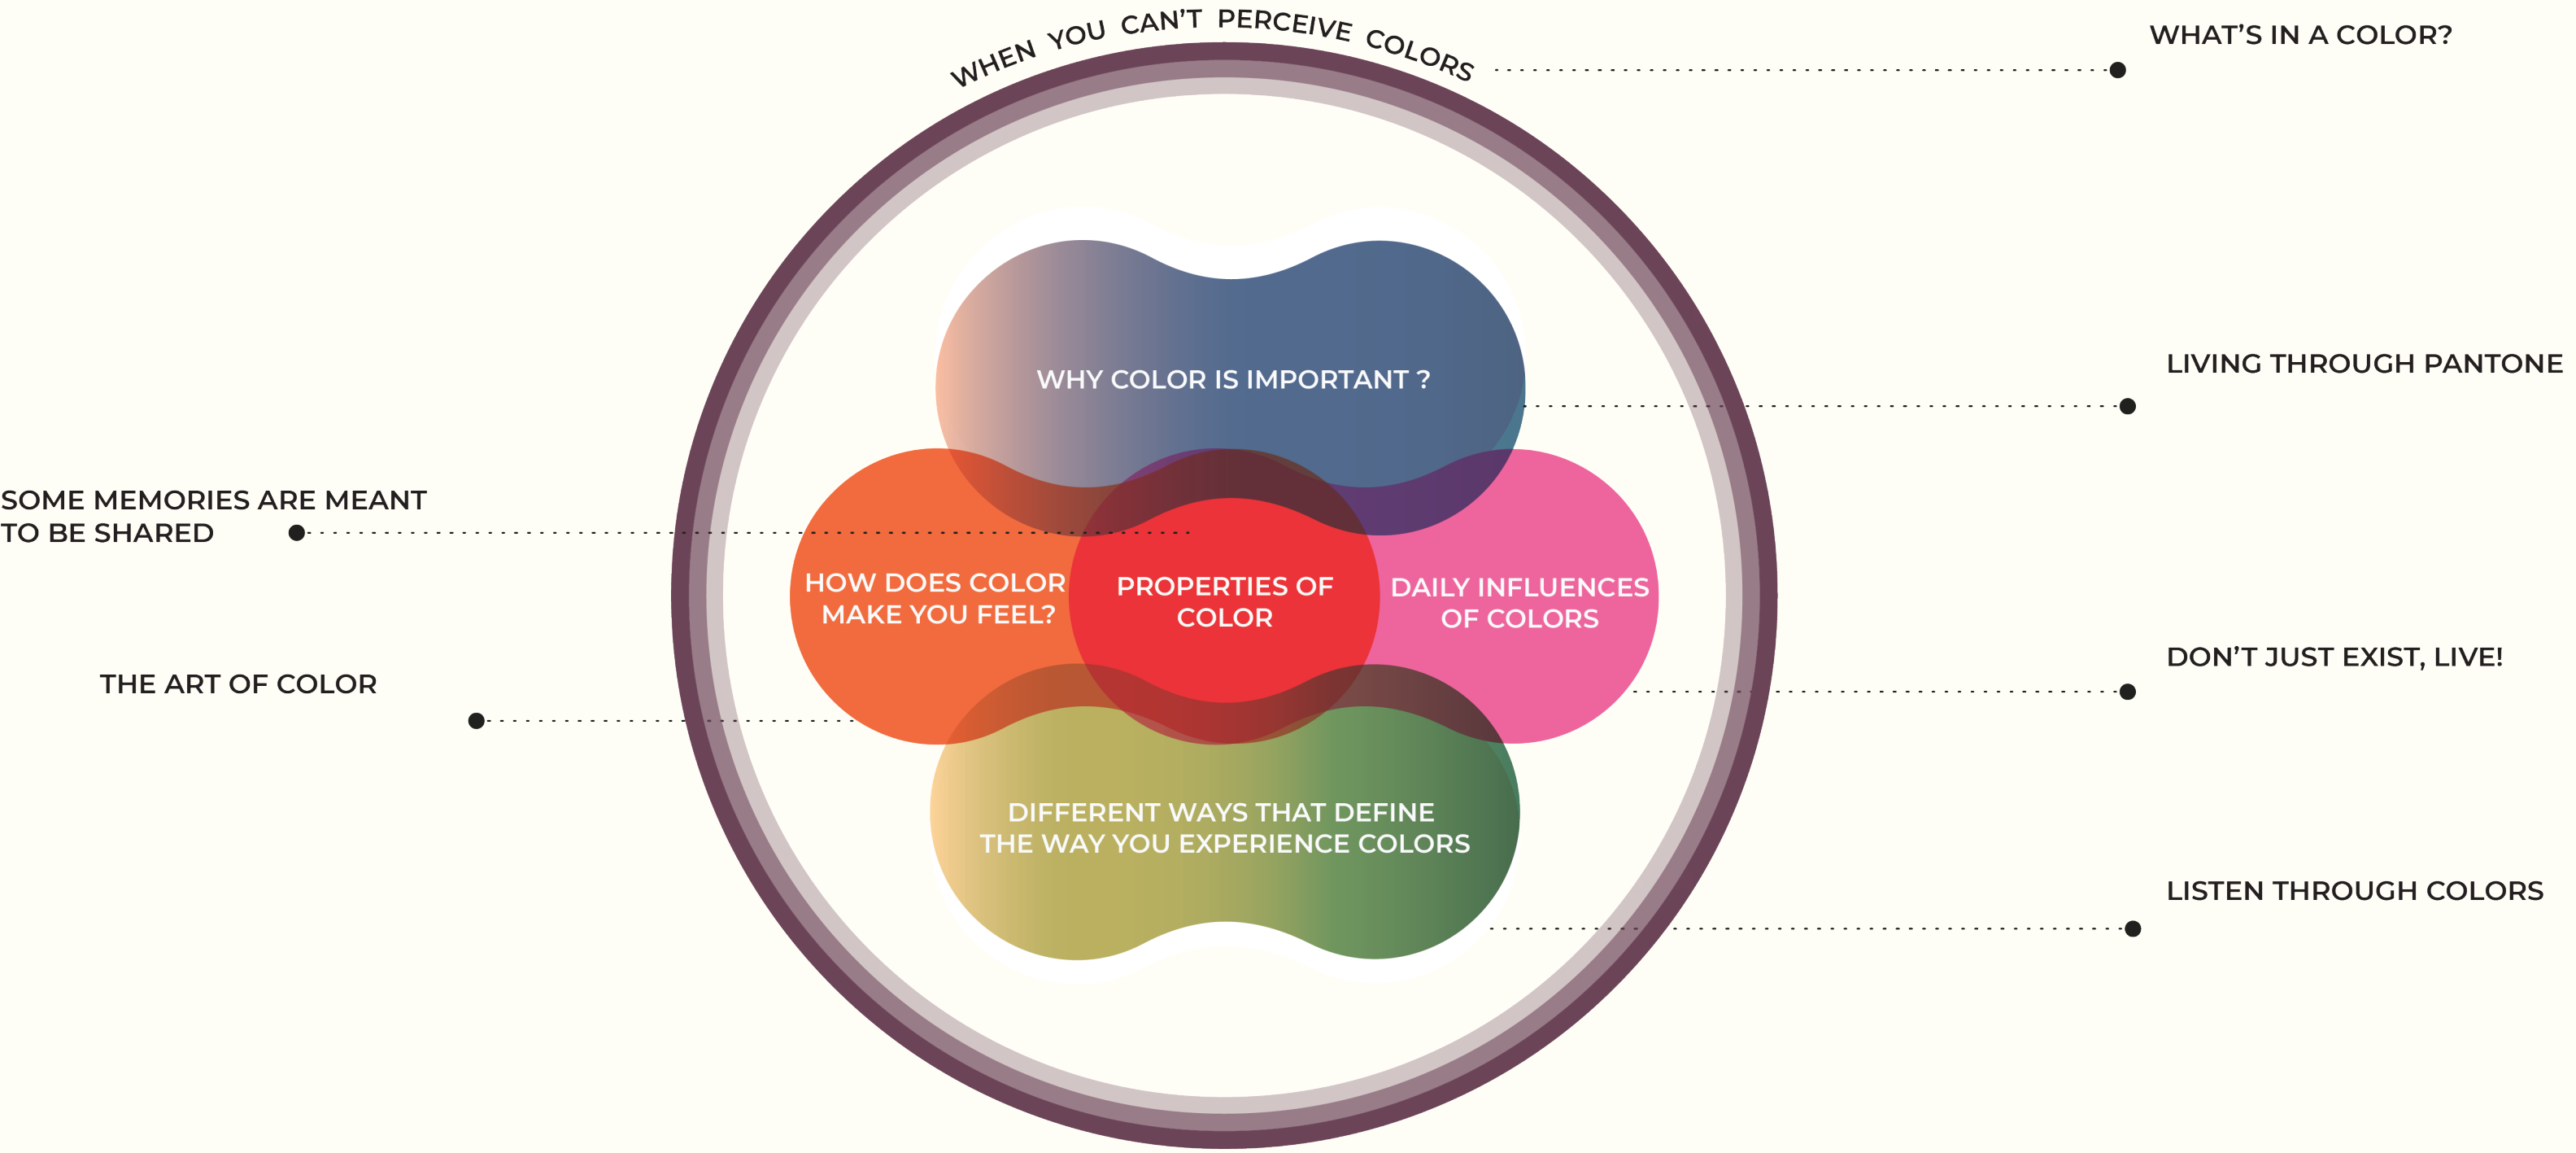 WHEN YOU CAN'T PERCEIVE COLORS
WHAT'S IN A COLOR?
LIVING THROUGH PANTONE
WHY COLOR IS IMPORTANT ?
SOME MEMORIES ARE MEANT
TO BE SHARED
HOW DOES COLOR
MAKE YOU FEEL?
PROPERTIES OF
COLOR
DAILY INFLUENCES
OF COLORS
DON'T JUST EXIST, LIVE!
THE ART OF COLOR
DIFFERENT WAYS THAT DEFINE
THE WAY YOU EXPERIENCE COLORS
LISTEN THROUGH COLORS